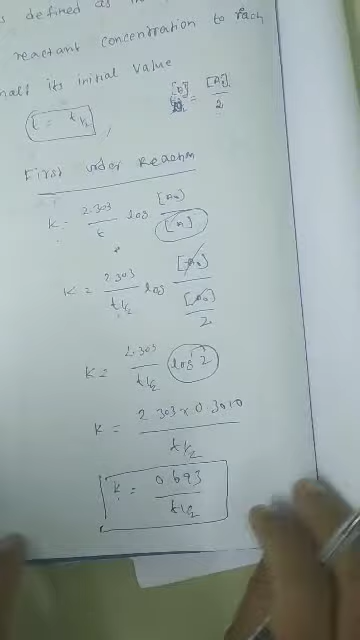 defined as
reactant concentration to reach
half its initial value
t = t½, [A] = [A₀]/2
First order Reaction
K = 2.303/t log [A₀]/[A]
K = 2.303/t½ log [A₀]/[A₀]/2
K = 2.303/t½ log 2
K = 2.303 x 0.3010/t½
K = 0.693/t½